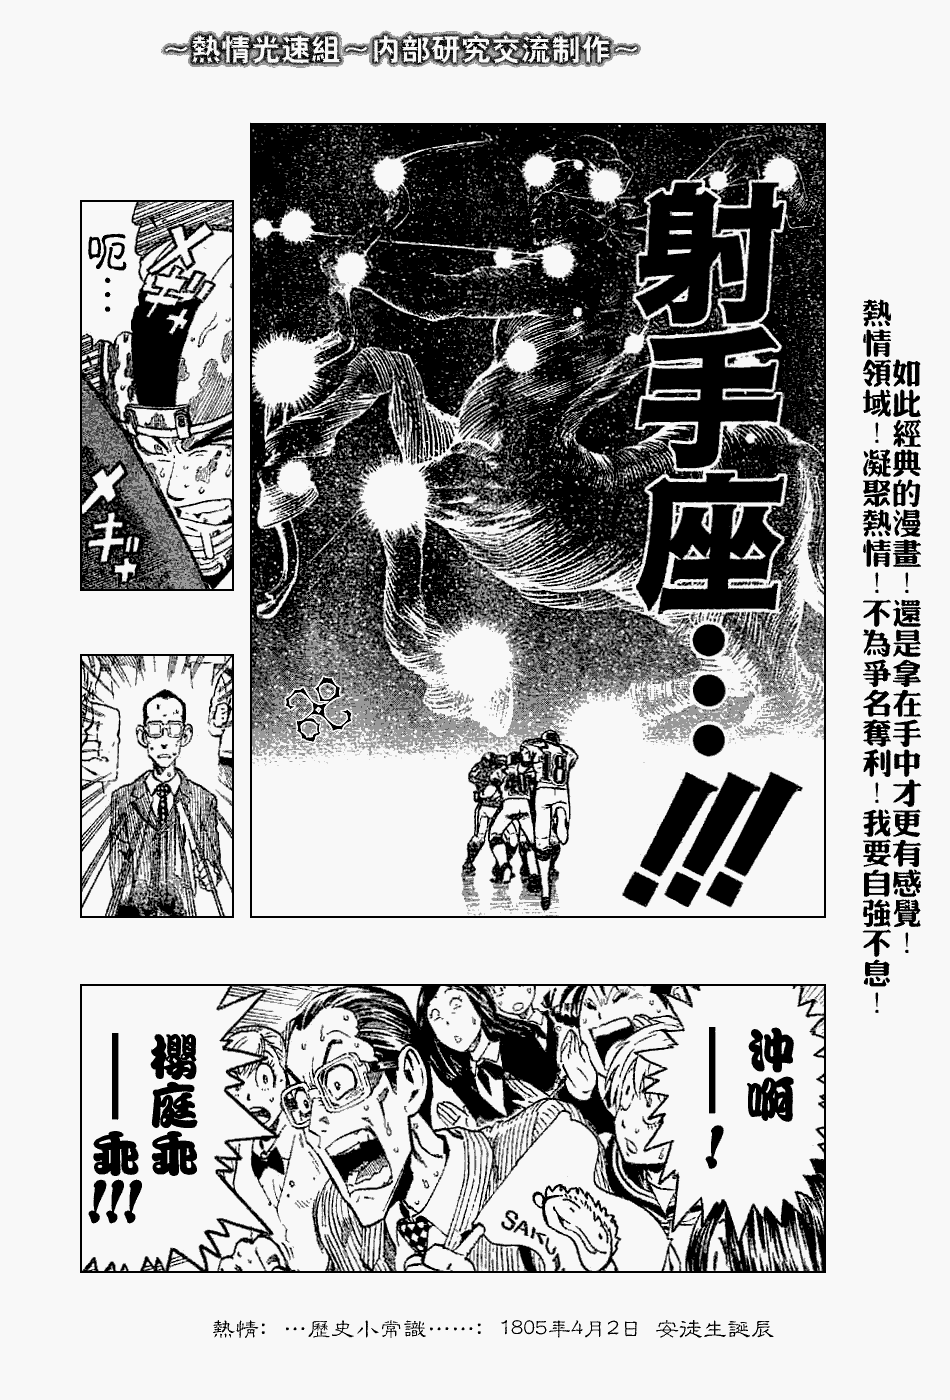 ～熱情光速組～内部研究交流制作～
射手座………!!!
呃…
メ
ギギ
メ
ギ
沖啊——!
櫻庭乖
——乖!!!
SAKU
18
如此經典的漫畫！還是拿在手中才更有感覺！
熱情領域！凝聚熱情！不為爭名奪利！我要自強不息！
熱情：…歷史小常識……：1805年4月2日 安徒生誕辰